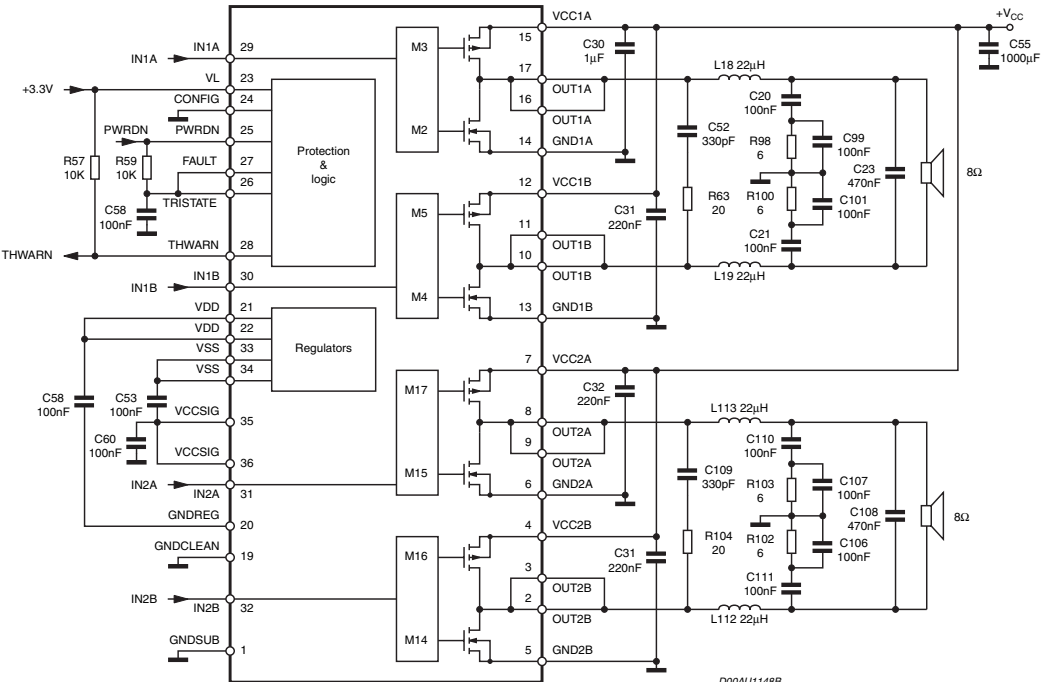 VCC1A
+VCC
15
M3
C30
1µF
C55
1000µF
IN1A
IN1A
29
17
OUT1A
L18 22µH
VL
23
+3.3V
CONFIG
24
16
OUT1A
C20
100nF
PWRDN
PWRDN
25
M2
14
GND1A
C52
330pF
R98
6
C99
100nF
R57
10K
R59
10K
FAULT
27
Protection
&
logic
12
VCC1B
C23
470nF
8Ω
26
TRISTATE
C58
100nF
M5
C31
220nF
R63
20
R100
6
C101
100nF
11
OUT1B
C21
100nF
THWARN
THWARN
28
10
OUT1B
L19 22µH
IN1B
IN1B
30
M4
13
GND1B
VDD
21
VDD
22
VSS
33
VSS
34
Regulators
7
VCC2A
C58
100nF
C53
100nF
M17
C32
220nF
L113 22µH
VCCSIG
35
8
OUT2A
C60
100nF
9
OUT2A
C110
100nF
VCCSIG
36
M15
C109
330pF
R103
6
C107
100nF
IN2A
IN2A
31
6
GND2A
C108
470nF
8Ω
GNDREG
20
4
VCC2B
R104
20
R102
6
C106
100nF
GNDCLEAN
19
M16
C31
220nF
3
OUT2B
C111
100nF
IN2B
IN2B
32
2
OUT2B
L112 22µH
GNDSUB
1
M14
5
GND2B
D00AU1148B